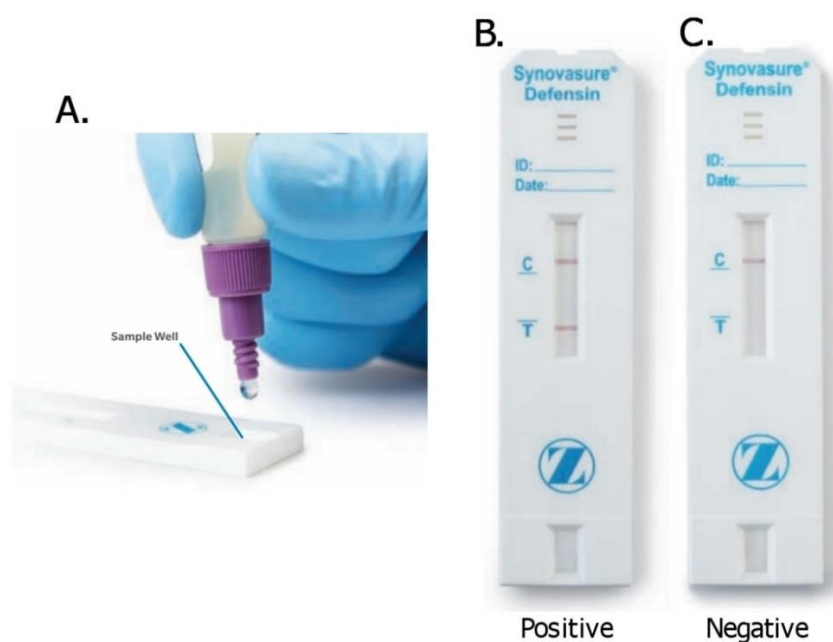 A.
Sample Well
B.
Synovasure®
Defensin
ID:
Date:
C
T
Z
Positive
C.
Synovasure®
Defensin
ID:
Date:
C
T
Z
Negative